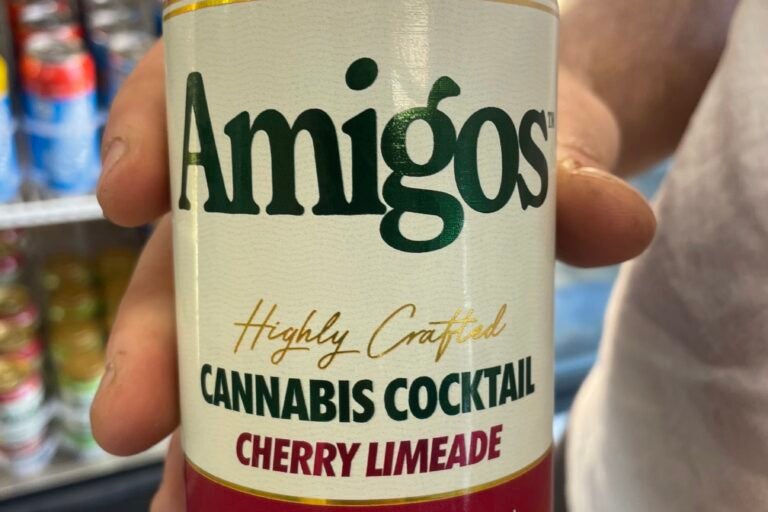 Amigos™
Highly Crafted
CANNABIS COCKTAIL
CHERRY LIMEADE